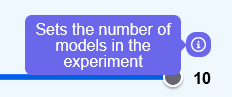 Sets the number of
models in the
experiment
10